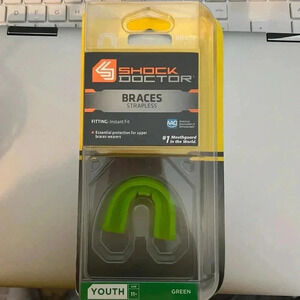 SHOCK
DOCTOR
BRACES
STRAPLESS
FITTING: Instant Fit
• Essential protection for upper
braces wearers
#1 Mouthguard
in the World.
YOUTH
11+
GREEN